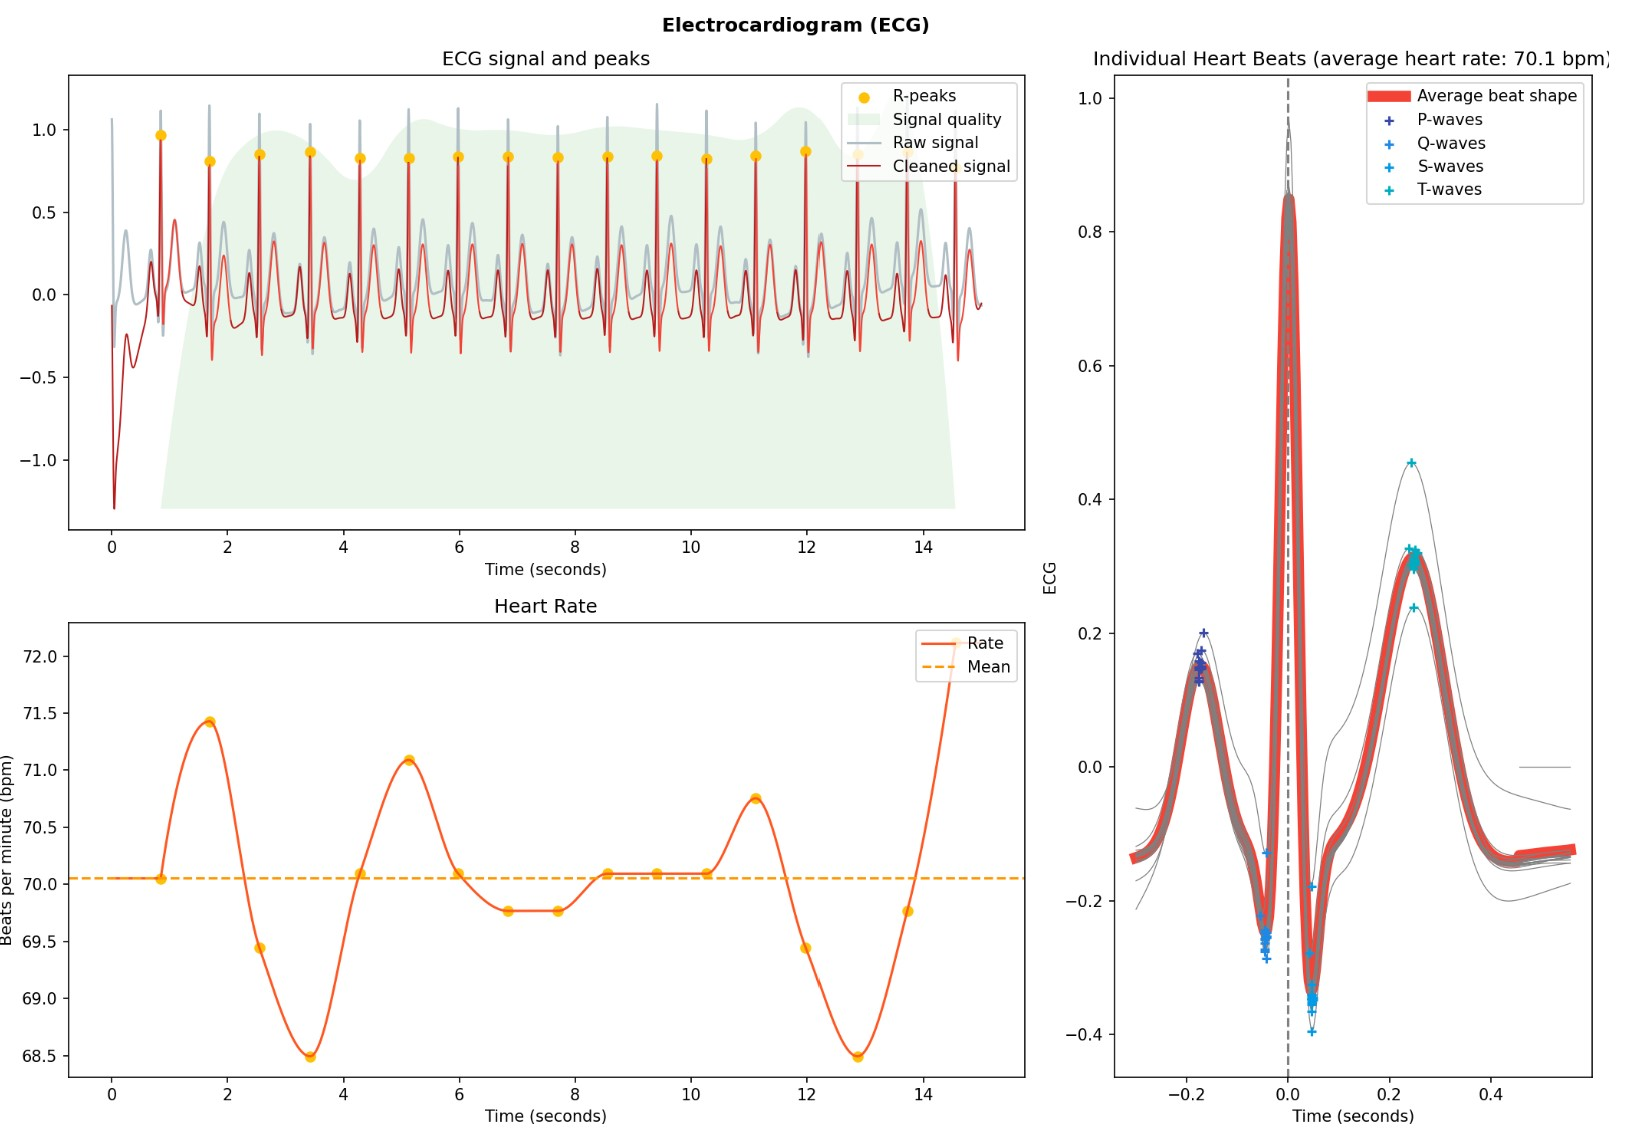 Electrocardiogram (ECG)
ECG signal and peaks
R-peaks
Signal quality
Raw signal
Cleaned signal
1.0
0.5
0.0
−0.5
−1.0
0 2 4 6 8 10 12 14
Time (seconds)
Heart Rate
Rate
Mean
Beats per minute (bpm)
72.0
71.5
71.0
70.5
70.0
69.5
69.0
68.5
0 2 4 6 8 10 12 14
Time (seconds)
Individual Heart Beats (average heart rate: 70.1 bpm)
Average beat shape
P-waves
Q-waves
S-waves
T-waves
ECG
1.0
0.8
0.6
0.4
0.2
0.0
−0.2
−0.4
−0.2 0.0 0.2 0.4
Time (seconds)